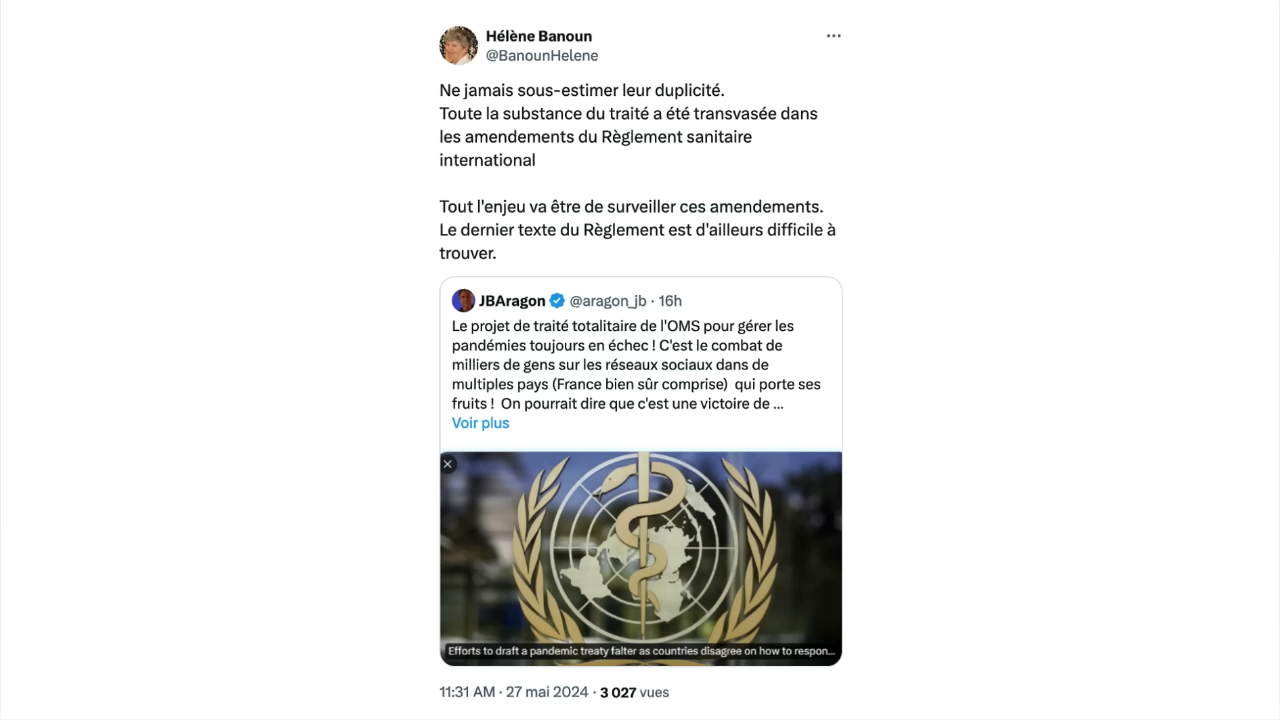 Hélène Banoun
@BanounHelene
Ne jamais sous-estimer leur duplicité.
Toute la substance du traité a été transvasée dans
les amendements du Règlement sanitaire
international
Tout l'enjeu va être de surveiller ces amendements.
Le dernier texte du Règlement est d'ailleurs difficile à
trouver.
JBAragon @aragon_jb · 16h
Le projet de traité totalitaire de l'OMS pour gérer les
pandémies toujours en échec ! C'est le combat de
milliers de gens sur les réseaux sociaux dans de
multiples pays (France bien sûr comprise)  qui porte ses
fruits !  On pourrait dire que c'est une victoire de ...
Voir plus
Efforts to draft a pandemic treaty falter as countries disagree on how to respon...
11:31 AM · 27 mai 2024 · 3 027 vues